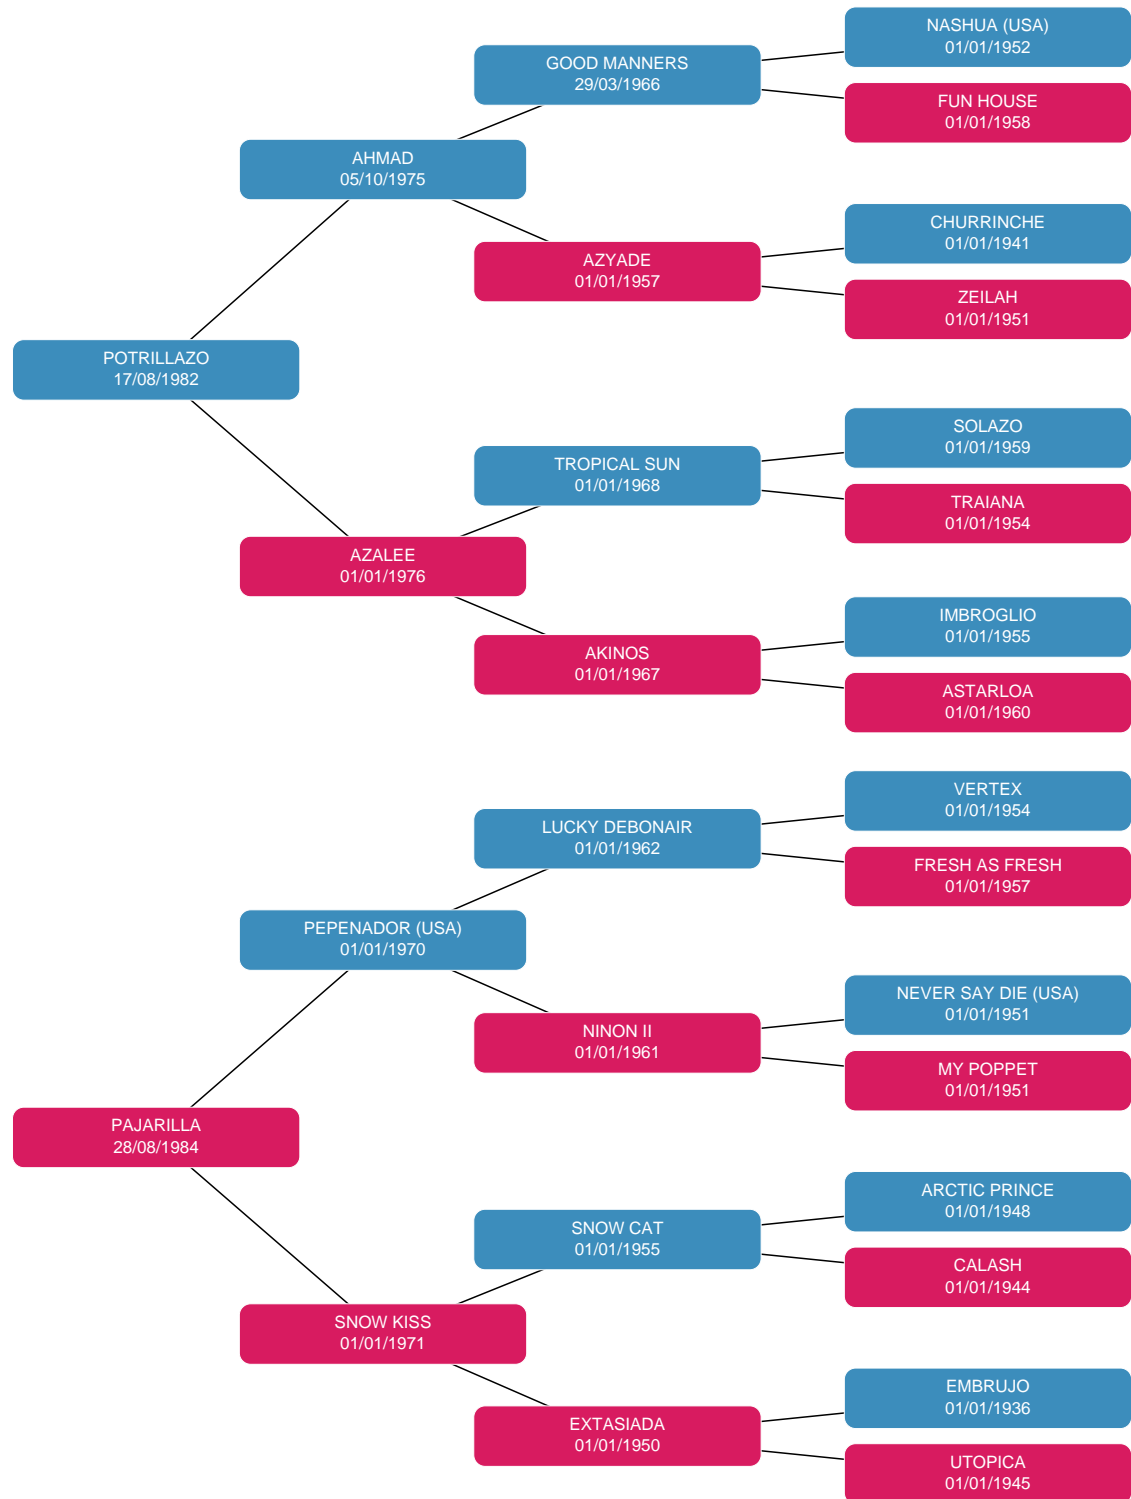 NASHUA (USA)
01/01/1952
GOOD MANNERS
29/03/1966
FUN HOUSE
01/01/1958
AHMAD
05/10/1975
CHURRINCHE
01/01/1941
AZYADE
01/01/1957
ZEILAH
01/01/1951
POTRILLAZO
17/08/1982
SOLAZO
01/01/1959
TROPICAL SUN
01/01/1968
TRAIANA
01/01/1954
AZALEE
01/01/1976
IMBROGLIO
01/01/1955
AKINOS
01/01/1967
ASTARLOA
01/01/1960
VERTEX
01/01/1954
LUCKY DEBONAIR
01/01/1962
FRESH AS FRESH
01/01/1957
PEPENADOR (USA)
01/01/1970
NEVER SAY DIE (USA)
01/01/1951
NINON II
01/01/1961
MY POPPET
01/01/1951
PAJARILLA
28/08/1984
ARCTIC PRINCE
01/01/1948
SNOW CAT
01/01/1955
CALASH
01/01/1944
SNOW KISS
01/01/1971
EMBRUJO
01/01/1936
EXTASIADA
01/01/1950
UTOPICA
01/01/1945